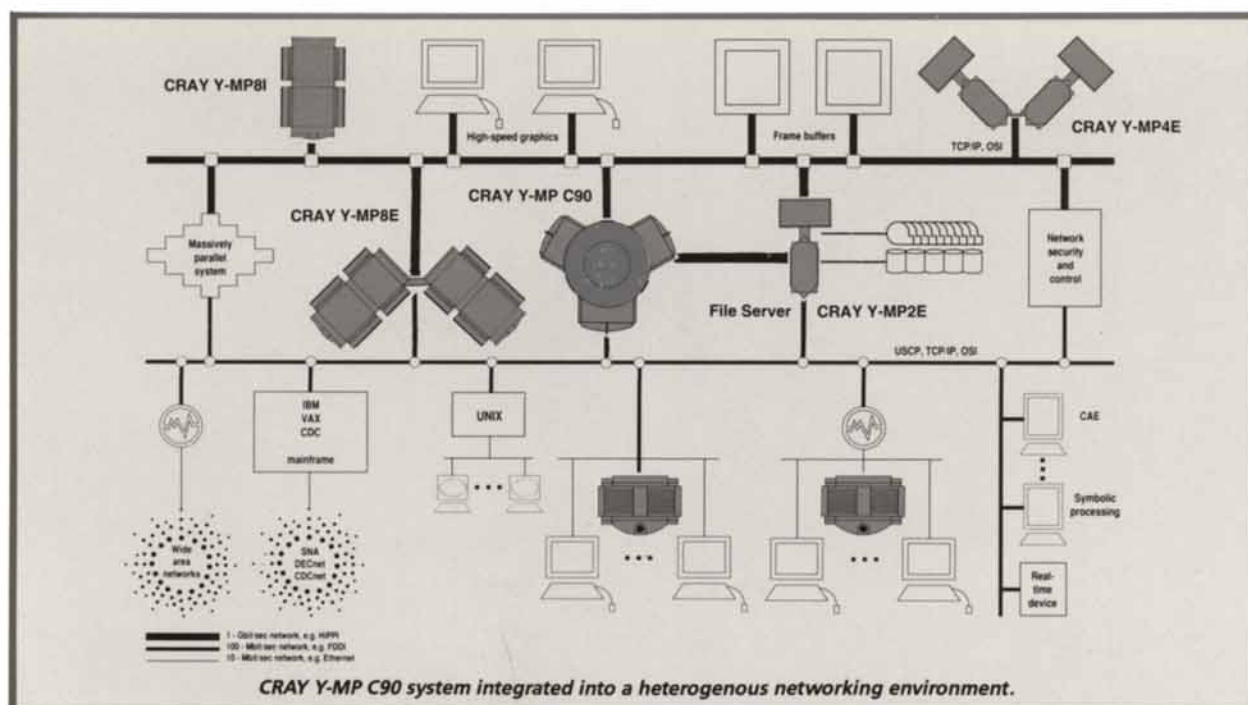 CRAY Y-MP8I
CRAY Y-MP4E
High-speed graphics
Frame buffers
TCP/IP, OSI
CRAY Y-MP8E
CRAY Y-MP C90
Massively
parallel
system
Network
security
and
control
File Server
CRAY Y-MP2E
USCP, TCP/IP, OSI
IBM
VAX
CDC
mainframe
UNIX
CAE
Symbolic
processing
Wide
area
networks
SNA
DECnet
CDCnet
Real-
time
device
1 - Gbit/sec network, e.g. HIPPI
100 - Mbit/sec network, e.g. FDDI
10 - Mbit/sec network, e.g. Ethernet
CRAY Y-MP C90 system integrated into a heterogenous networking environment.